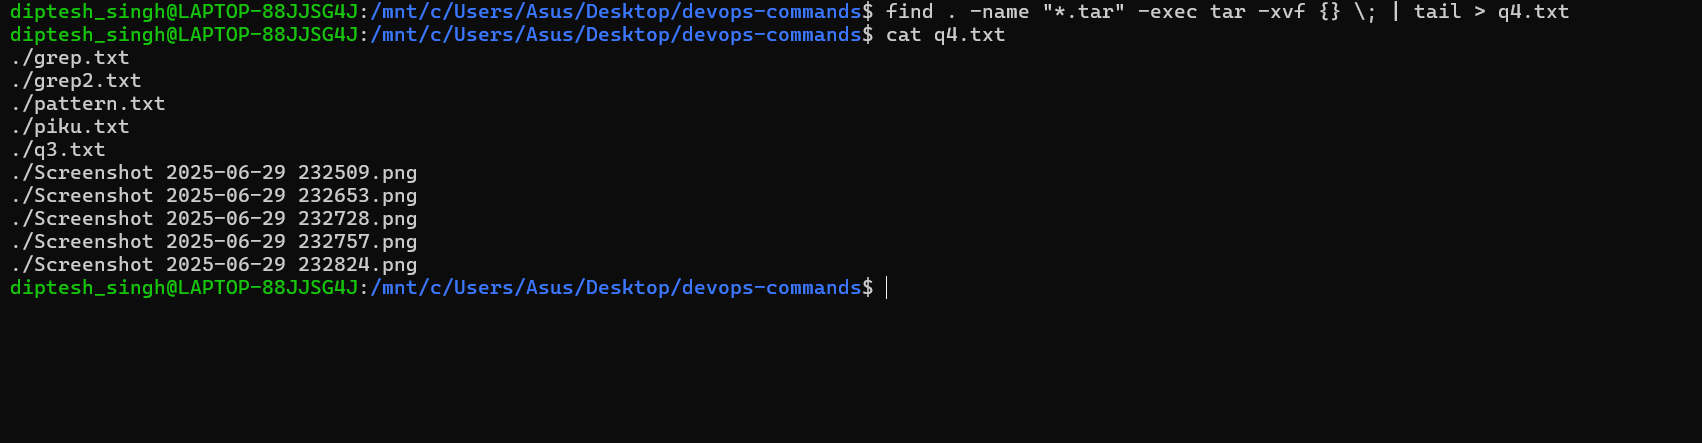 diptesh_singh@LAPTOP-88JJSG4J:/mnt/c/Users/Asus/Desktop/devops-commands$ find . -name "*.tar" -exec tar -xvf {} \; | tail > q4.txt
diptesh_singh@LAPTOP-88JJSG4J:/mnt/c/Users/Asus/Desktop/devops-commands$ cat q4.txt
./grep.txt
./grep2.txt
./pattern.txt
./piku.txt
./q3.txt
./Screenshot 2025-06-29 232509.png
./Screenshot 2025-06-29 232653.png
./Screenshot 2025-06-29 232728.png
./Screenshot 2025-06-29 232757.png
./Screenshot 2025-06-29 232824.png
diptesh_singh@LAPTOP-88JJSG4J:/mnt/c/Users/Asus/Desktop/devops-commands$